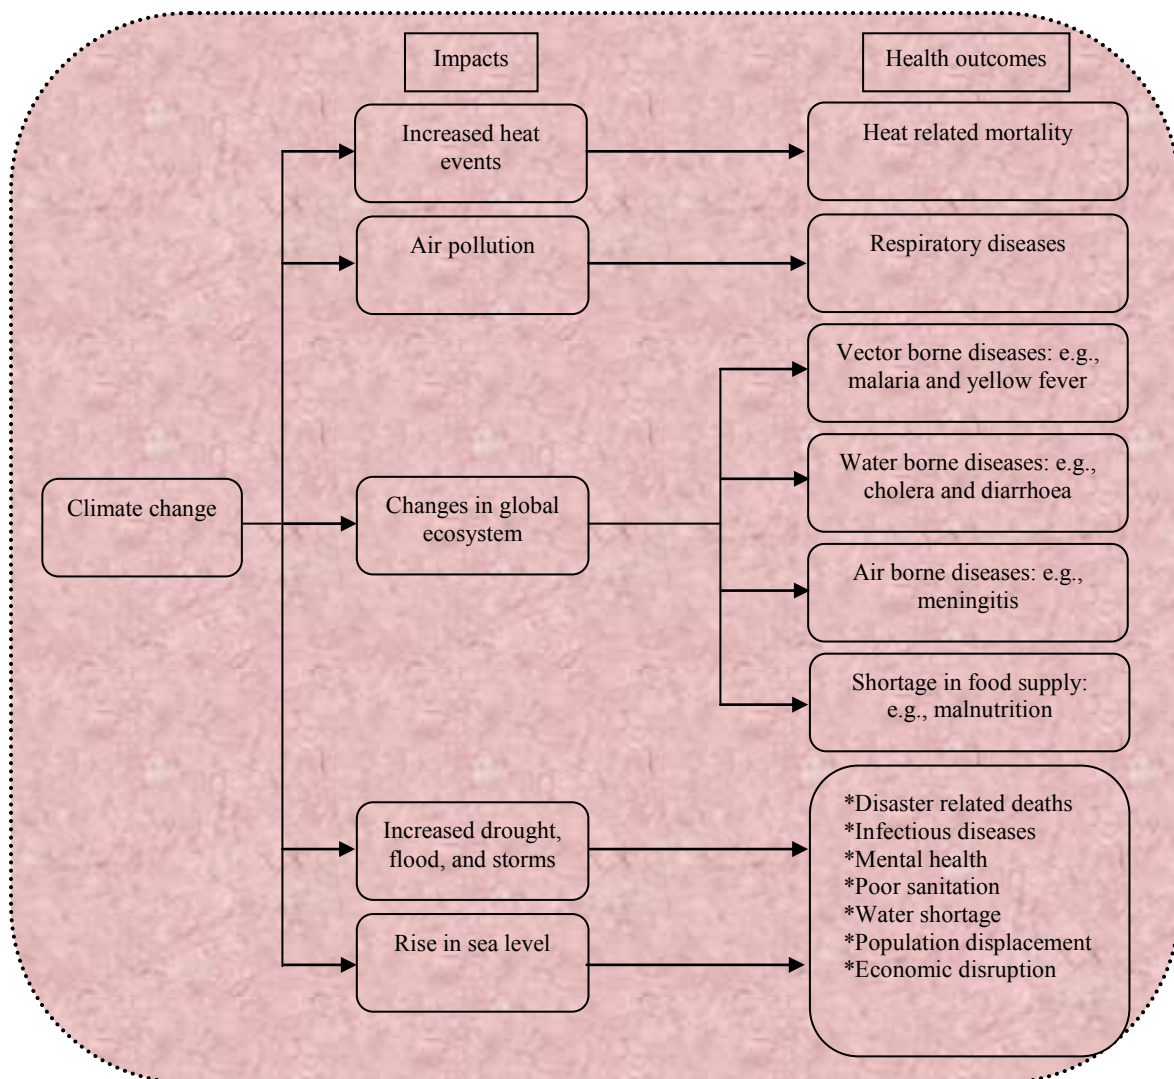 Impacts
Health outcomes
Increased heat
events
Heat related mortality
Air pollution
Respiratory diseases
Vector borne diseases: e.g.,
malaria and yellow fever
Water borne diseases: e.g.,
cholera and diarrhoea
Climate change
Changes in global
ecosystem
Air borne diseases: e.g.,
meningitis
Shortage in food supply:
e.g., malnutrition
Increased drought,
flood, and storms
Rise in sea level
*Disaster related deaths
*Infectious diseases
*Mental health
*Poor sanitation
*Water shortage
*Population displacement
*Economic disruption